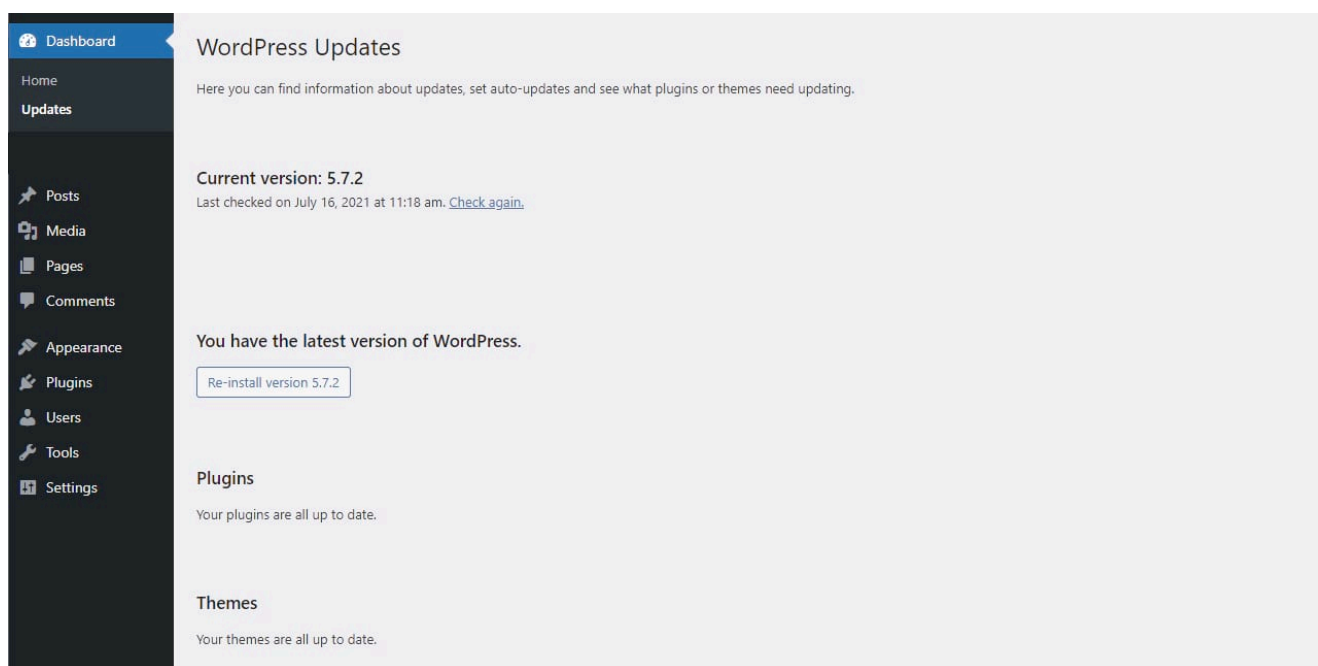 Dashboard
Home
Updates
Posts
Media
Pages
Comments
Appearance
Plugins
Users
Tools
Settings
WordPress Updates
Here you can find information about updates, set auto-updates and see what plugins or themes need updating.
Current version: 5.7.2
Last checked on July 16, 2021 at 11:18 am. Check again.
You have the latest version of WordPress.
Re-install version 5.7.2
Plugins
Your plugins are all up to date.
Themes
Your themes are all up to date.